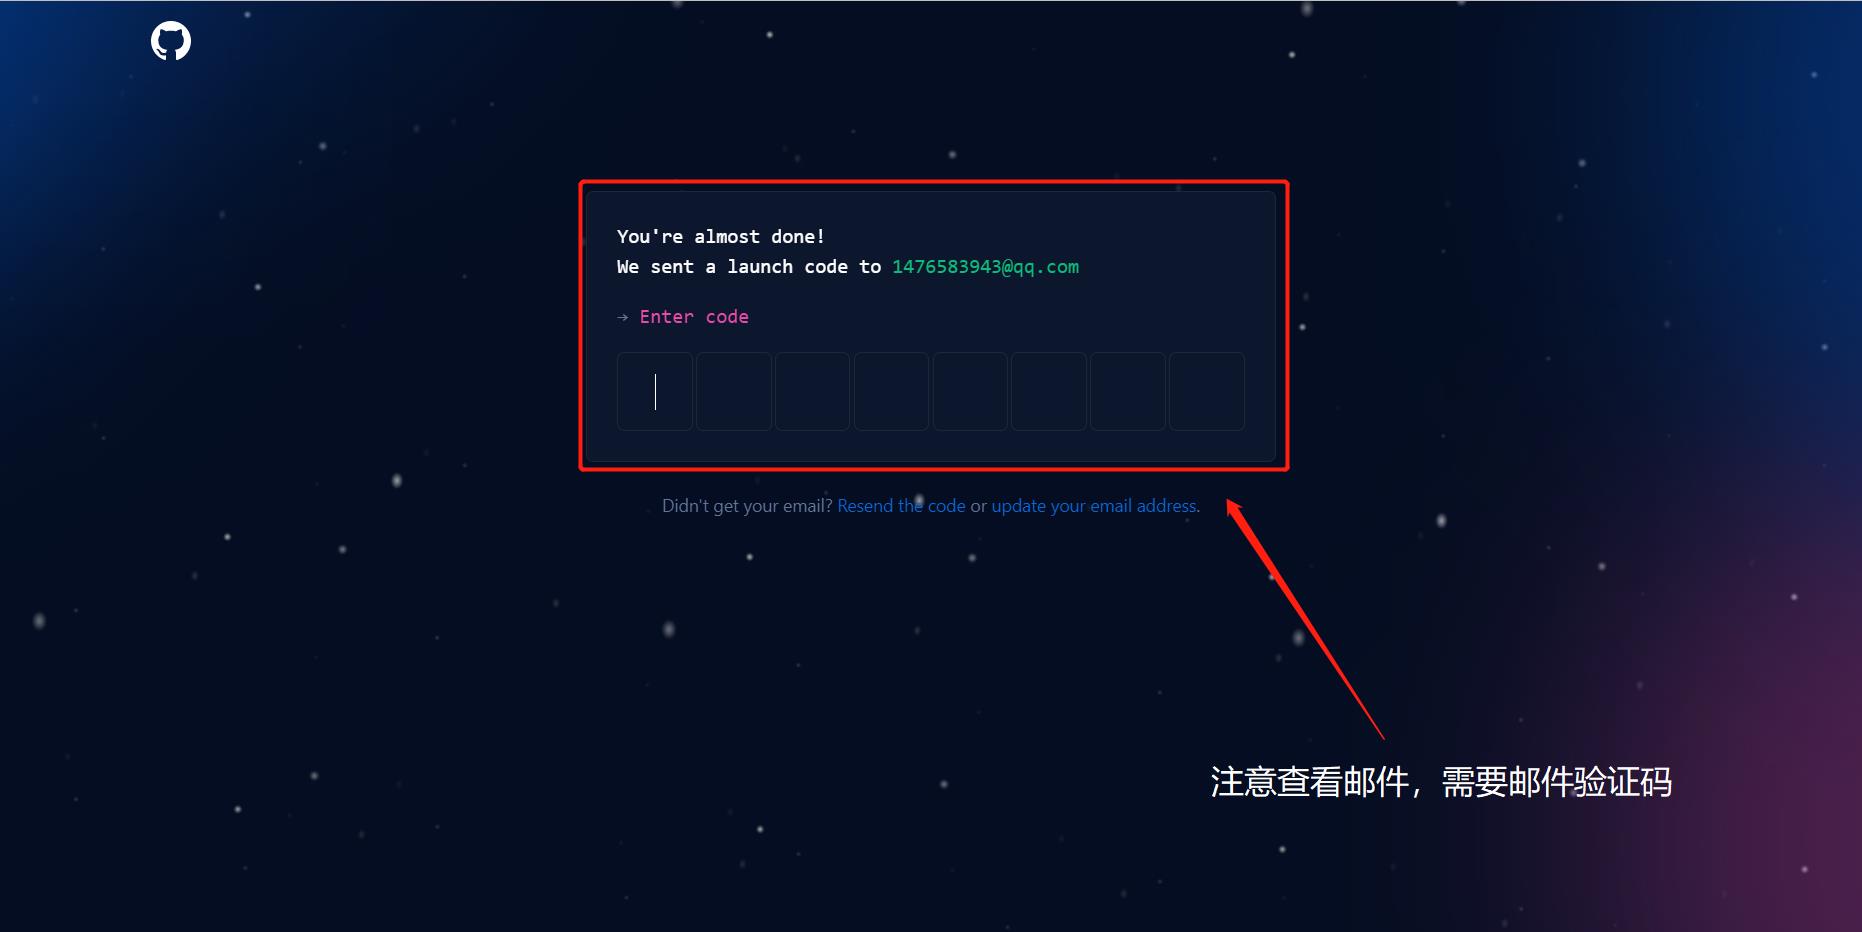 You're almost done!
We sent a launch code to 1476583943@qq.com
→ Enter code
Didn't get your email? Resend the code or update your email address.
注意查看邮件，需要邮件验证码